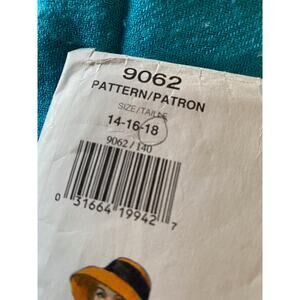 9062
PATTERN/PATRON
SIZE/TAILLE
14-16-18
9062/140
0 31664 19942 7